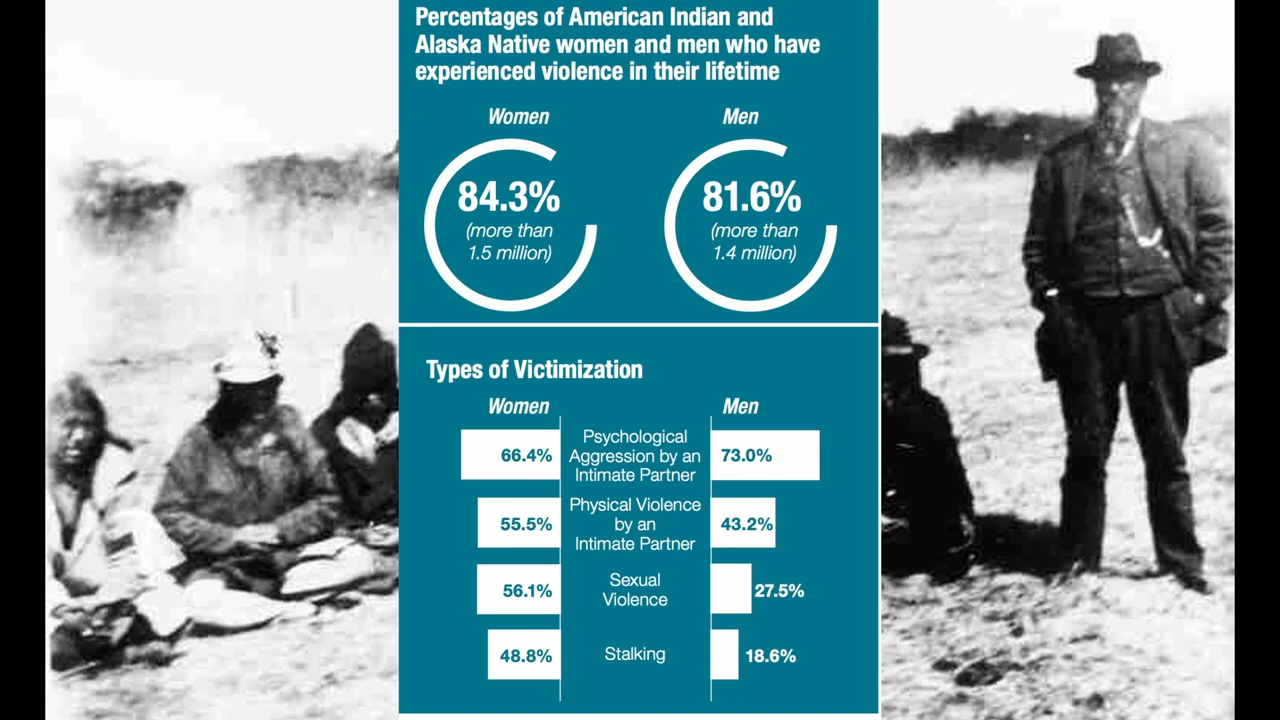 Percentages of American Indian and
Alaska Native women and men who have
experienced violence in their lifetime
Women
Men
84.3%
(more than
1.5 million)
81.6%
(more than
1.4 million)
Types of Victimization
Women
Men
66.4%
Psychological
Aggression by an
Intimate Partner
73.0%
55.5%
Physical Violence
by an
Intimate Partner
43.2%
56.1%
Sexual
Violence
27.5%
48.8%
Stalking
18.6%